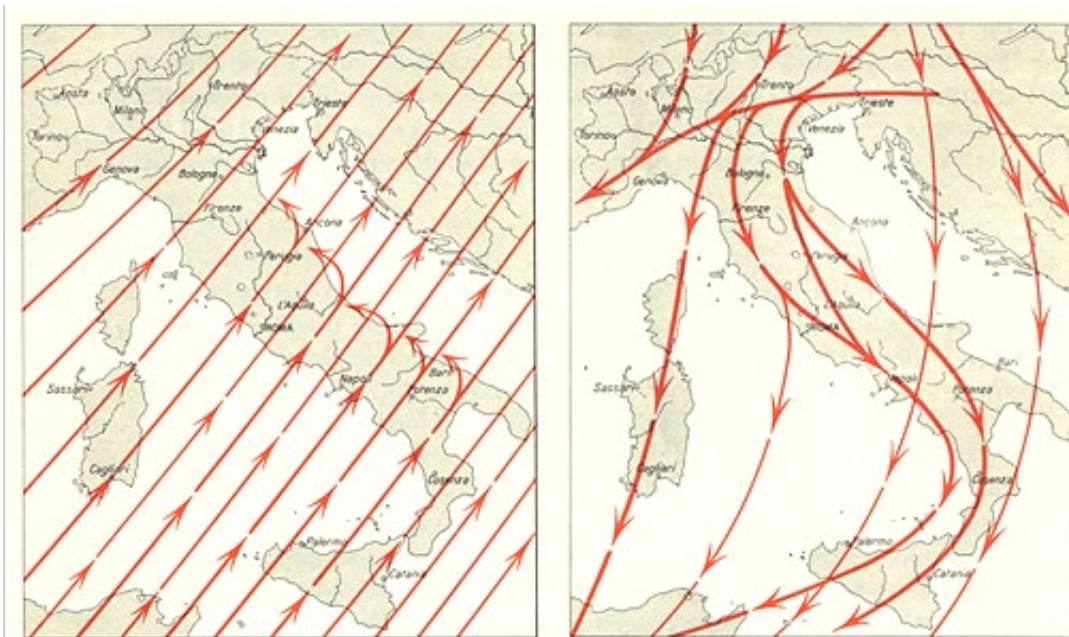 Aosta
Trento
Milano
Trieste
Torino
Venezia
Genova
Bologna
Firenze
Ancona
Perugia
L'Aquila
ROMA
Bari
Napoli
Potenza
Sassari
Cagliari
Cosenza
Palermo
Catania
Aosta
Trento
Milano
Trieste
Torino
Venezia
Genova
Bologna
Firenze
Ancona
Perugia
L'Aquila
ROMA
Bari
Napoli
Potenza
Sassari
Cagliari
Cosenza
Palermo
Catania